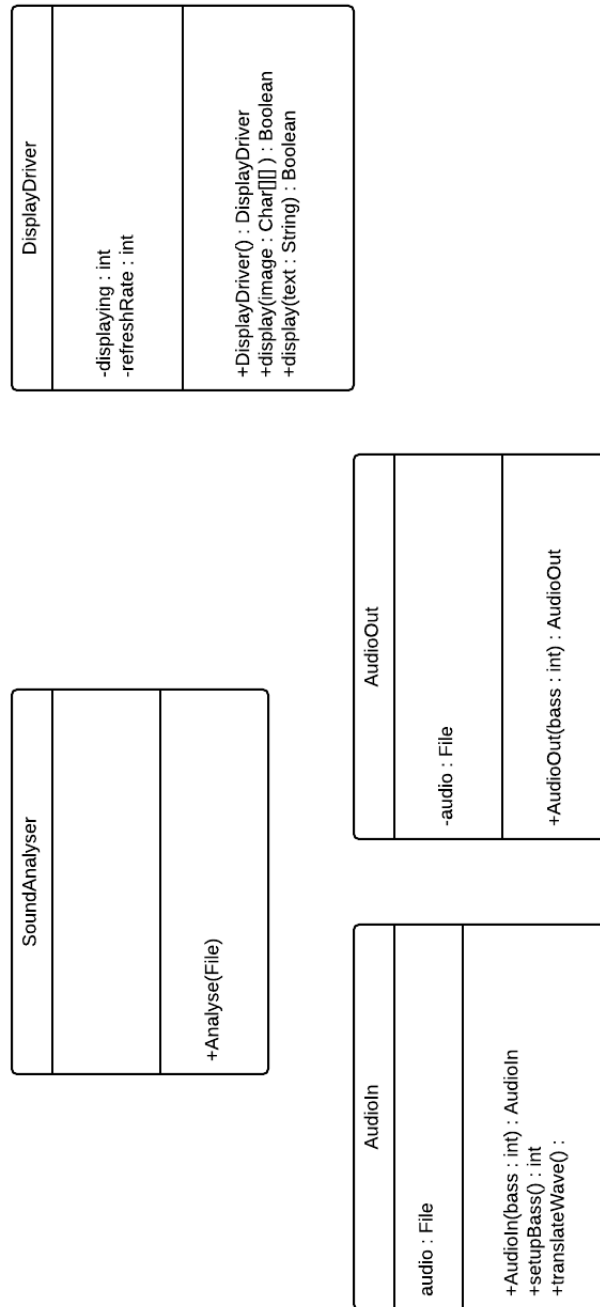 DisplayDriver
-displaying : int
-refreshRate : int
+DisplayDriver() : DisplayDriver
+display(image : Char[][] ) : Boolean
+display(text : String) : Boolean
SoundAnalyser
+Analyse(File)
AudioOut
-audio : File
+AudioOut(bass : int) : AudioOut
AudioIn
audio : File
+AudioIn(bass : int) : AudioIn
+setupBass() : int
+translateWave() :